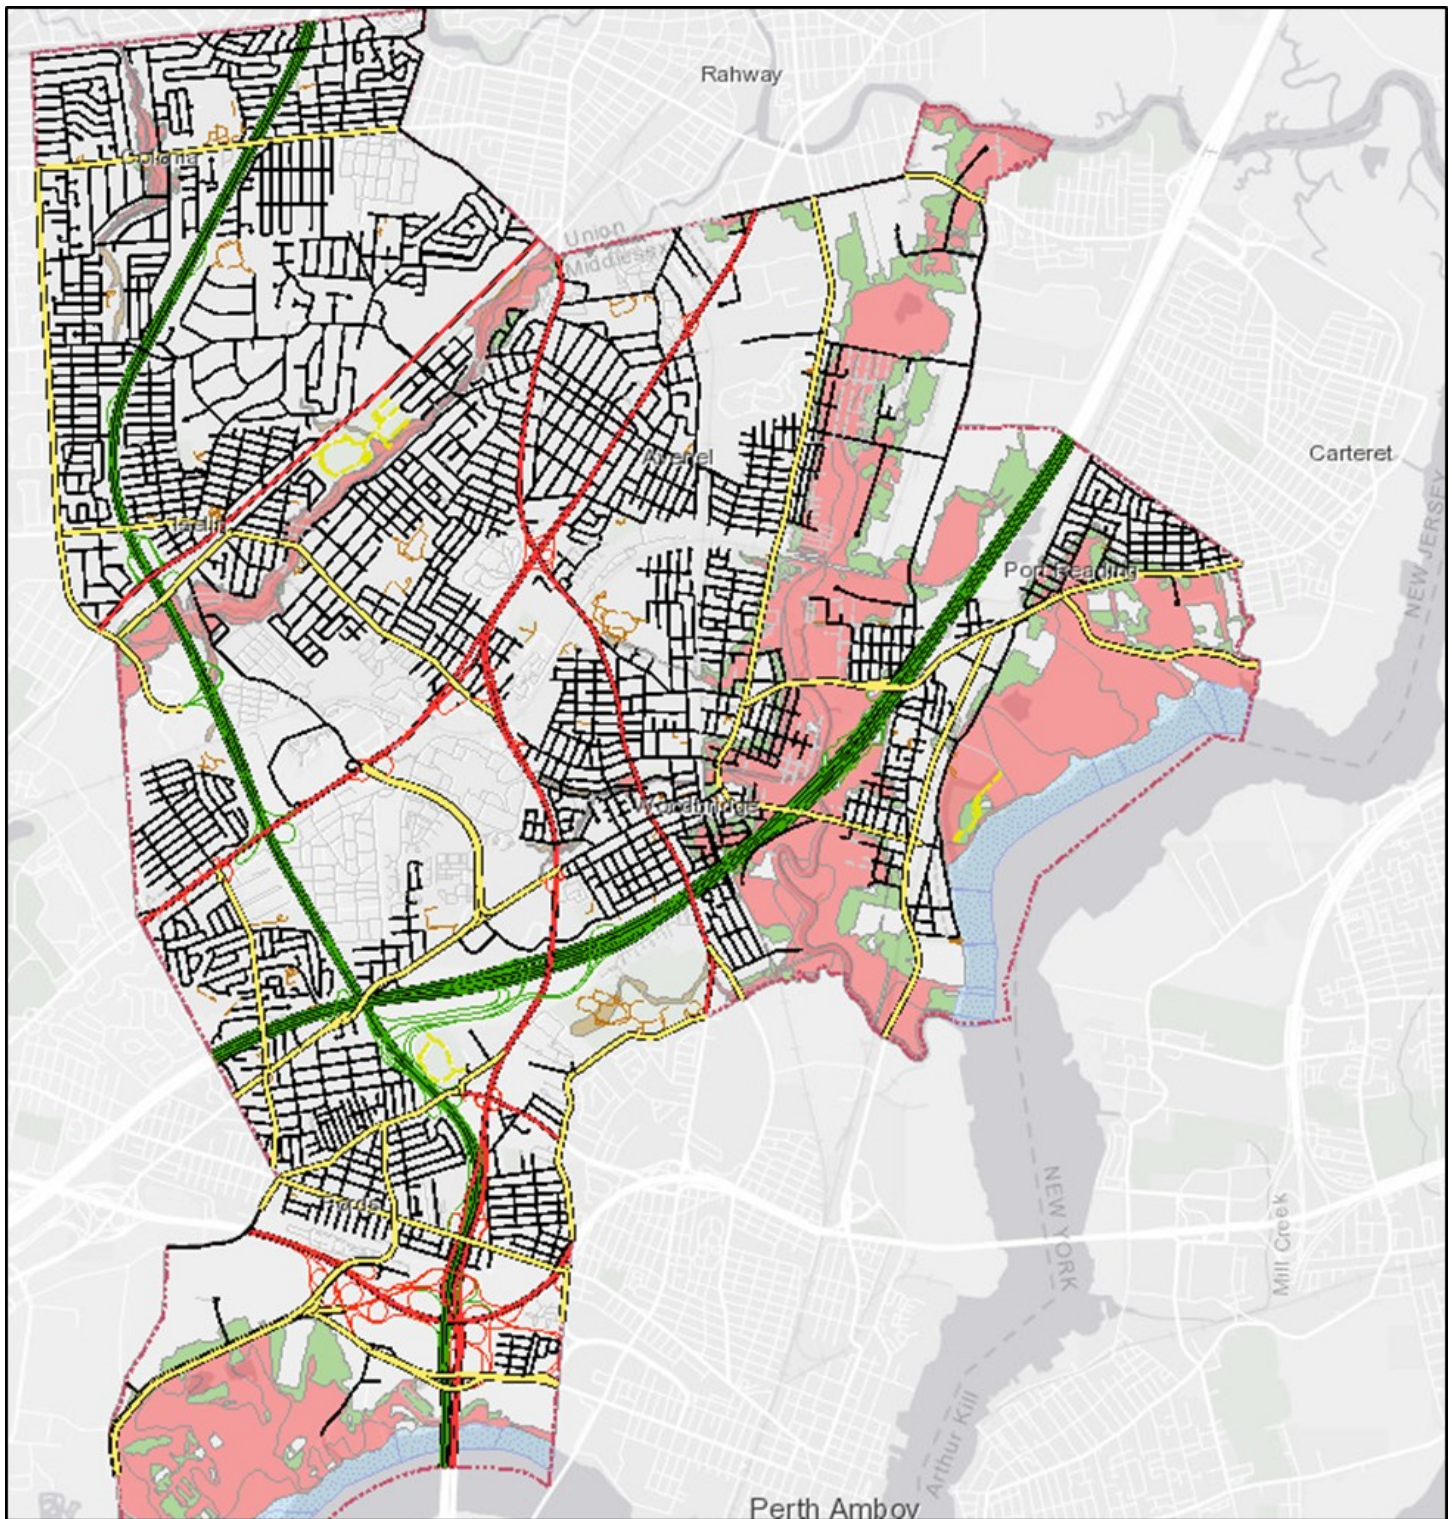 Rahway
Colonia
Union
Middlesex
Avenel
Carteret
Iselin
Port Reading
NEW JERSEY
Woodbridge
Fords
NEW YORK
Mill Creek
Arthur Kill
Perth Amboy